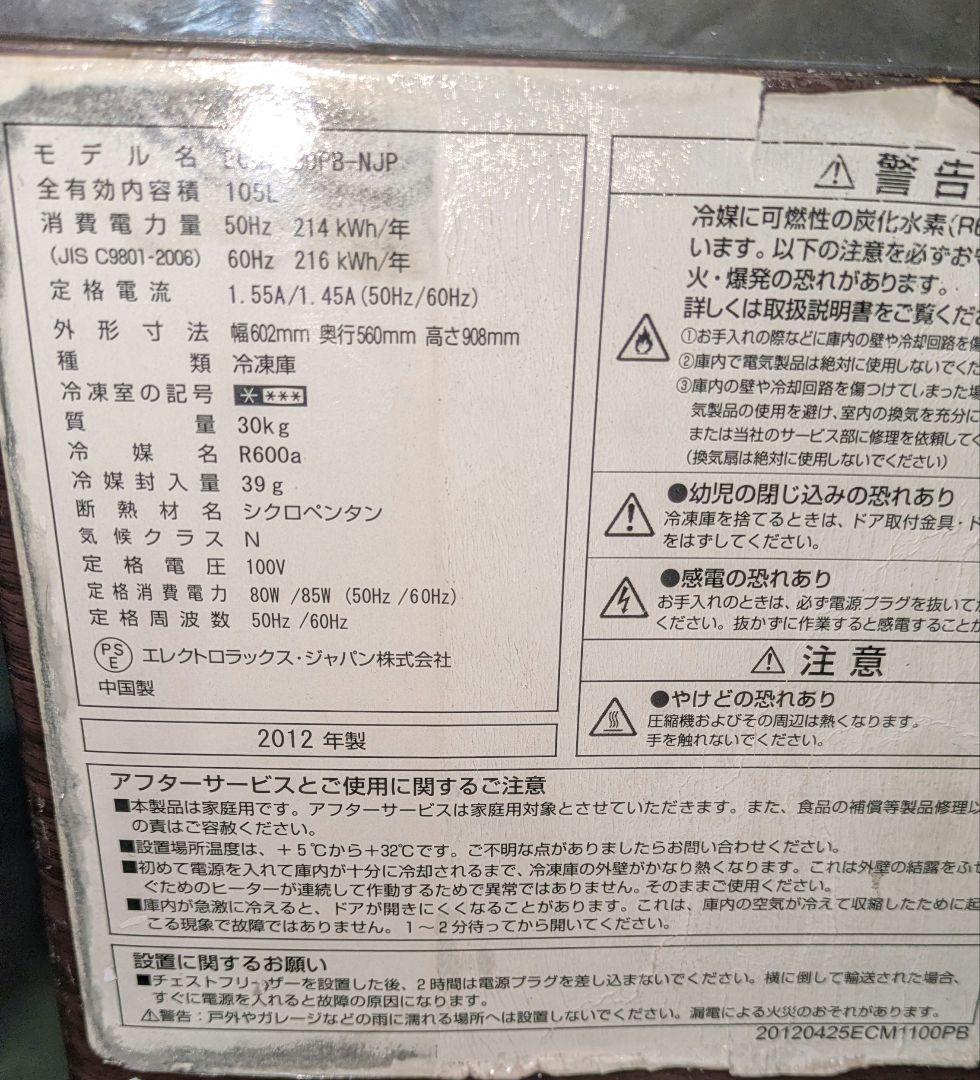 モデル名 PB-NJP
全有効内容積 105L
消費電力量 50Hz 214 kWh/年
(JIS C9801-2006) 60Hz 216 kWh/年
定格電流 1.55A/1.45A(50Hz/60Hz)
外形寸法 幅602mm 奥行560mm 高さ908mm
種類 冷凍庫
冷凍室の記号 * ***
質量 30kg
冷媒名 R600a
冷媒封入量 39g
断熱材名 シクロペンタン
気候クラス N
定格電圧 100V
定格消費電力 80W /85W (50Hz /60Hz)
定格周波数 50Hz /60Hz
PSE エレクトロラックス・ジャパン株式会社
中国製
2012 年製
⚠警告
冷媒に可燃性の炭化水素(R6
います。以下の注意を必ずお
火・爆発の恐れがあります。
詳しくは取扱説明書をご覧くだ
①お手入れの際などに庫内の壁や冷却回路を傷
②庫内で電気製品は絶対に使用しないでくだ
③庫内の壁や冷却回路を傷つけてしまった場
気製品の使用を避け、室内の換気を充分に
または当社のサービス部に修理を依頼してく
(換気扇は絶対に使用しないでください)
●幼児の閉じ込みの恐れあり
冷凍庫を捨てるときは、ドア取付金具・ド
をはずしてください。
●感電の恐れあり
お手入れのときは、必ず電源プラグを抜いて
ください。抜かずに作業すると感電することが
⚠注意
●やけどの恐れあり
圧縮機およびその周辺は熱くなります。
手を触れないでください。
アフターサービスとご使用に関するご注意
■本製品は家庭用です。アフターサービスは家庭用対象とさせていただきます。また、食品の補償等製品修理以
の責はご容赦ください。
■設置場所温度は、＋5℃から＋32℃です。ご不明な点がありましたらお問い合わせください。
■初めて電源を入れて庫内が十分に冷却されるまで、冷凍庫の外壁がかなり熱くなります。これは外壁の結露をふせ
ぐためのヒーターが連続して作動するためで異常ではありません。そのままご使用ください。
■庫内が急激に冷えると、ドアが開きにくくなることがあります。これは、庫内の空気が冷えて収縮したために起
こる現象で故障ではありません。1～2分待ってから開いてください。
設置に関するお願い
■チェストフリーザーを設置した後、2時間は電源プラグを差し込まないでください。横に倒して輸送された場合、
すぐに電源を入れると故障の原因になります。
⚠警告：戸外やガレージなどの雨に濡れる場所へは設置しないでください。漏電による火災のおそれがあります。
20120425ECM1100PB